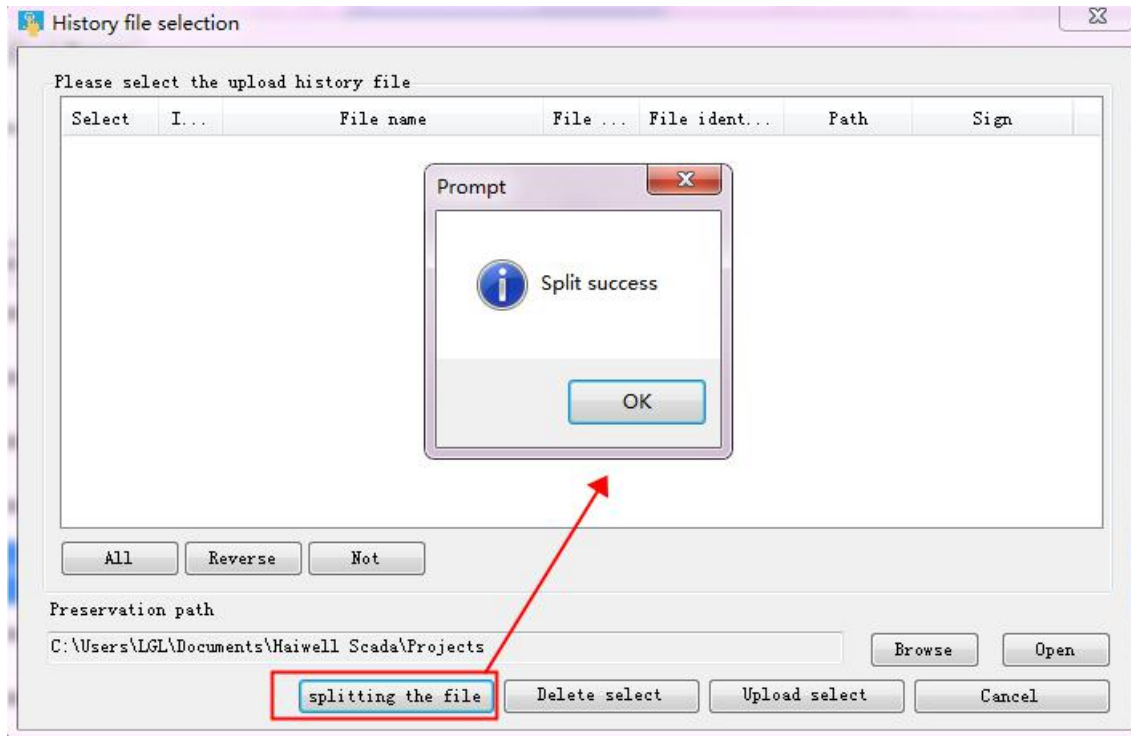 History file selection
Please select the upload history file
Select I... File name File ... File ident... Path Sign
Prompt
Split success
OK
All Reverse Not
Preservation path
C:\Users\LGL\Documents\Haiwell Scada\Projects
Browse Open
splitting the file Delete select Upload select Cancel